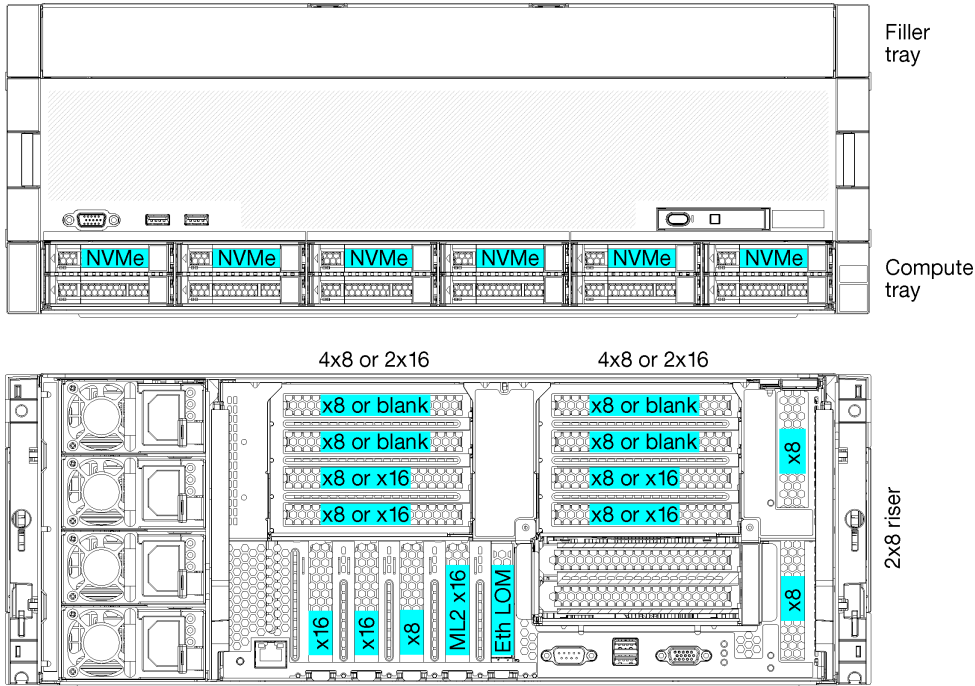 Filler
tray
NVMe NVMe NVMe NVMe NVMe NVMe
Compute
tray
4x8 or 2x16 4x8 or 2x16
x8 or blank x8 or blank
x8 or blank x8 or blank
x8
x8 or x16 x8 or x16
x8 or x16 x8 or x16
2x8 riser
x16
x16
x8
ML2 x16
Eth LOM
x8